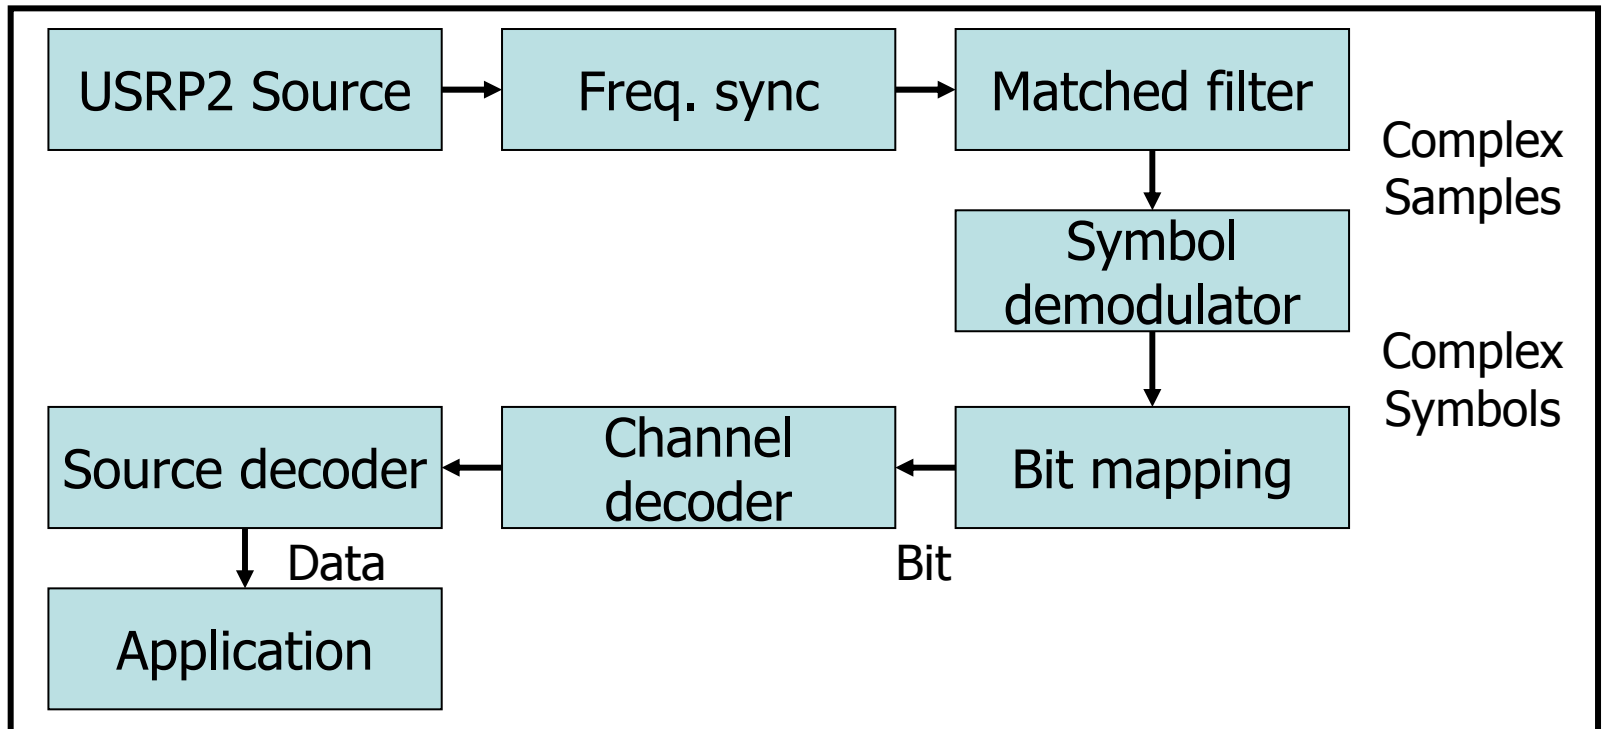 USRP2 Source
Freq. sync
Matched filter
Complex
Samples
Symbol
demodulator
Complex
Symbols
Source decoder
Channel
decoder
Bit mapping
Data
Bit
Application